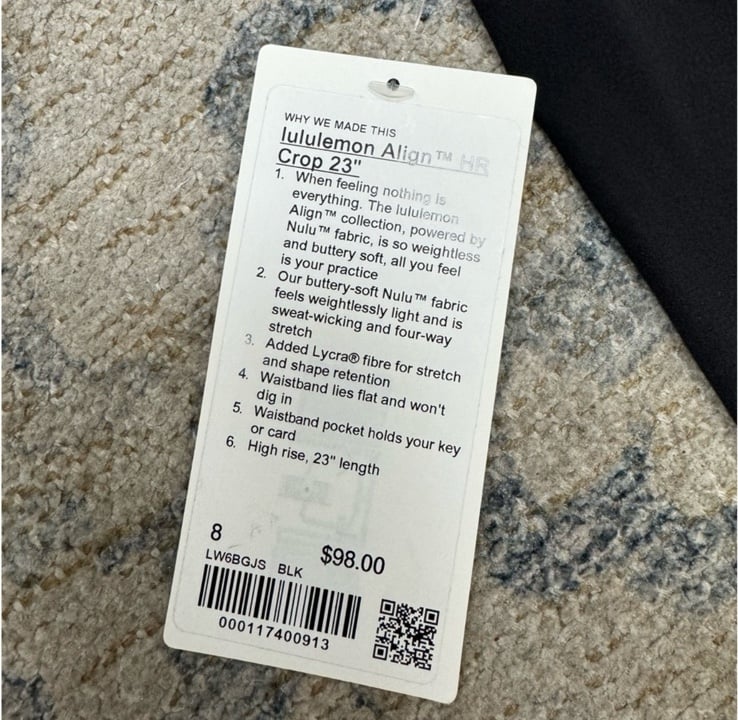 WHY WE MADE THIS
lululemon Align™ HR
Crop 23"
1. When feeling nothing is
everything. The lululemon
Align™ collection, powered by
Nulu™ fabric, is so weightless
and buttery soft, all you feel
is your practice
2. Our buttery-soft Nulu™ fabric
feels weightlessly light and is
sweat-wicking and four-way
stretch
3. Added Lycra® fibre for stretch
and shape retention
4. Waistband lies flat and won't
dig in
5. Waistband pocket holds your key
or card
6. High rise, 23" length
8
$98.00
LW6BGJS BLK
000117400913